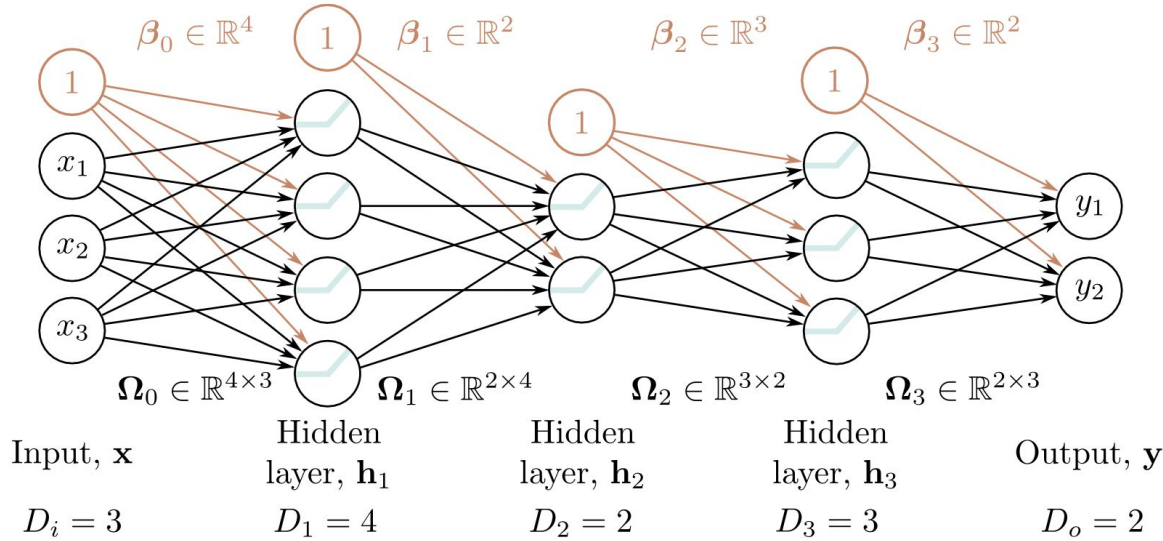 β₀ ∈ ℝ⁴
β₁ ∈ ℝ²
β₂ ∈ ℝ³
β₃ ∈ ℝ²
1
1
1
1
x₁
x₂
x₃
y₁
y₂
Ω₀ ∈ ℝ⁴ˣ³
Ω₁ ∈ ℝ²ˣ⁴
Ω₂ ∈ ℝ³ˣ²
Ω₃ ∈ ℝ²ˣ³
Input, x
Hidden
layer, h₁
Hidden
layer, h₂
Hidden
layer, h₃
Output, y
Dᵢ = 3
D₁ = 4
D₂ = 2
D₃ = 3
Dₒ = 2